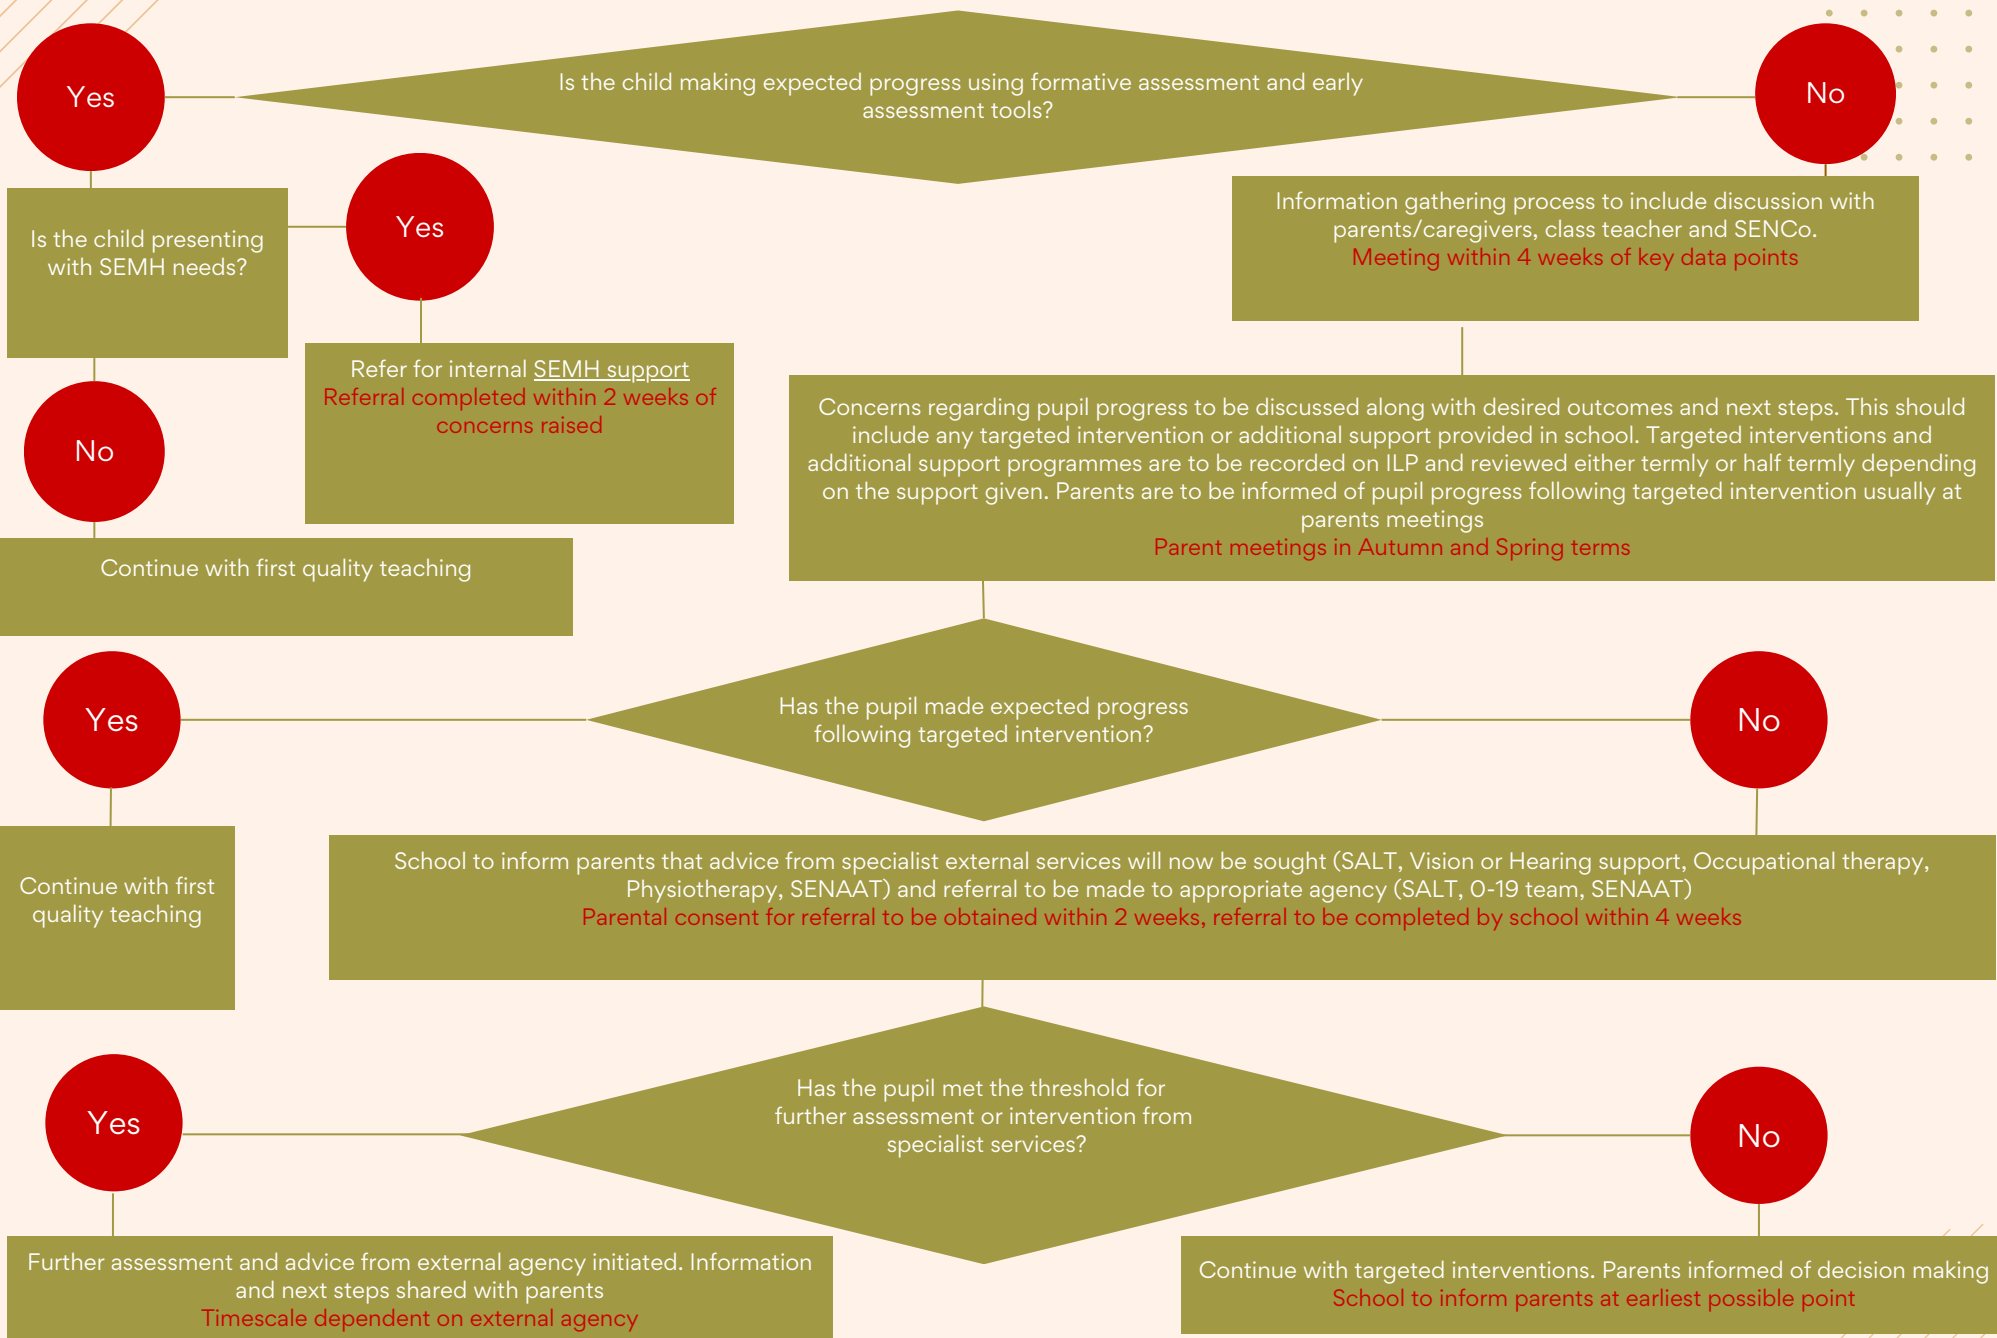 Is the child making expected progress using formative assessment and early
assessment tools?
Yes
No
Is the child presenting
with SEMH needs?
Yes
Information gathering process to include discussion with
parents/caregivers, class teacher and SENCo.
Meeting within 4 weeks of key data points
Refer for internal SEMH support
Referral completed within 2 weeks of
concerns raised
No
Continue with first quality teaching
Concerns regarding pupil progress to be discussed along with desired outcomes and next steps. This should
include any targeted intervention or additional support provided in school. Targeted interventions and
additional support programmes are to be recorded on ILP and reviewed either termly or half termly depending
on the support given. Parents are to be informed of pupil progress following targeted intervention usually at
parents meetings
Parent meetings in Autumn and Spring terms
Has the pupil made expected progress
following targeted intervention?
Yes
No
Continue with first
quality teaching
School to inform parents that advice from specialist external services will now be sought (SALT, Vision or Hearing support, Occupational therapy,
Physiotherapy, SENAAT) and referral to be made to appropriate agency (SALT, 0-19 team, SENAAT)
Parental consent for referral to be obtained within 2 weeks, referral to be completed by school within 4 weeks
Has the pupil met the threshold for
further assessment or intervention from
specialist services?
Yes
No
Further assessment and advice from external agency initiated. Information
and next steps shared with parents
Timescale dependent on external agency
Continue with targeted interventions. Parents informed of decision making
School to inform parents at earliest possible point